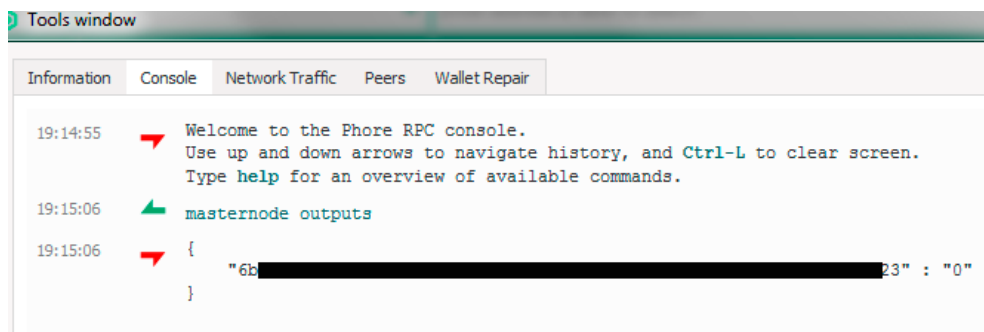 Tools window
Information Console Network Traffic Peers Wallet Repair
19:14:55 Welcome to the Phore RPC console.
Use up and down arrows to navigate history, and Ctrl-L to clear screen.
Type help for an overview of available commands.
19:15:06 masternode outputs
19:15:06 {
"6b 23" : "0"
}